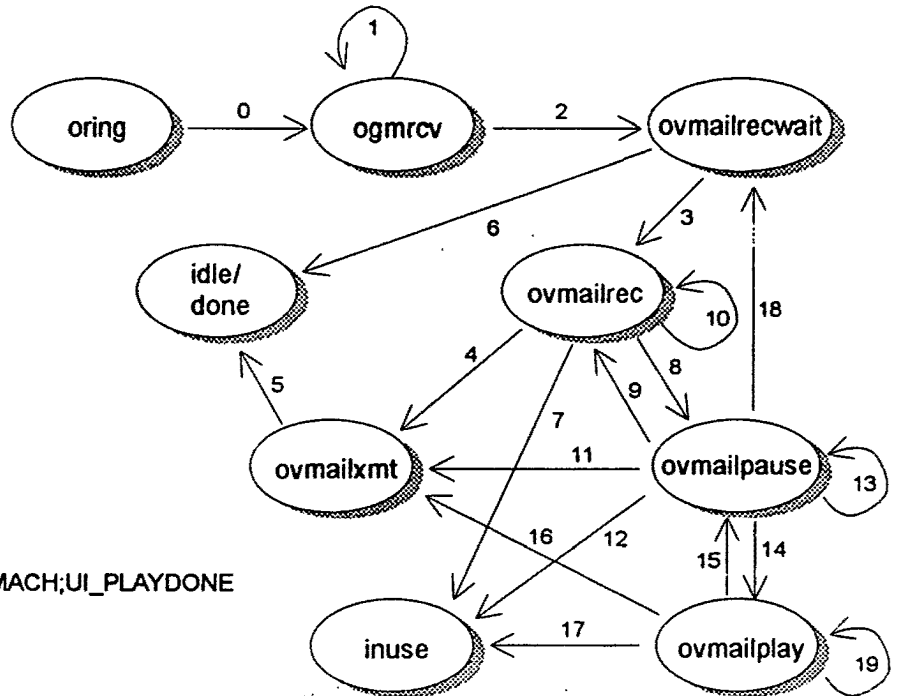 1
0
2
oring
ogmrcv
ovmailrecwait
6
3
idle/
done
ovmailrec
10
18
4
8
5
9
7
ovmailxmt
11
ovmailpause
13
16
12
15
14
MACH;UI_PLAYDONE
inuse
17
ovmailplay
19